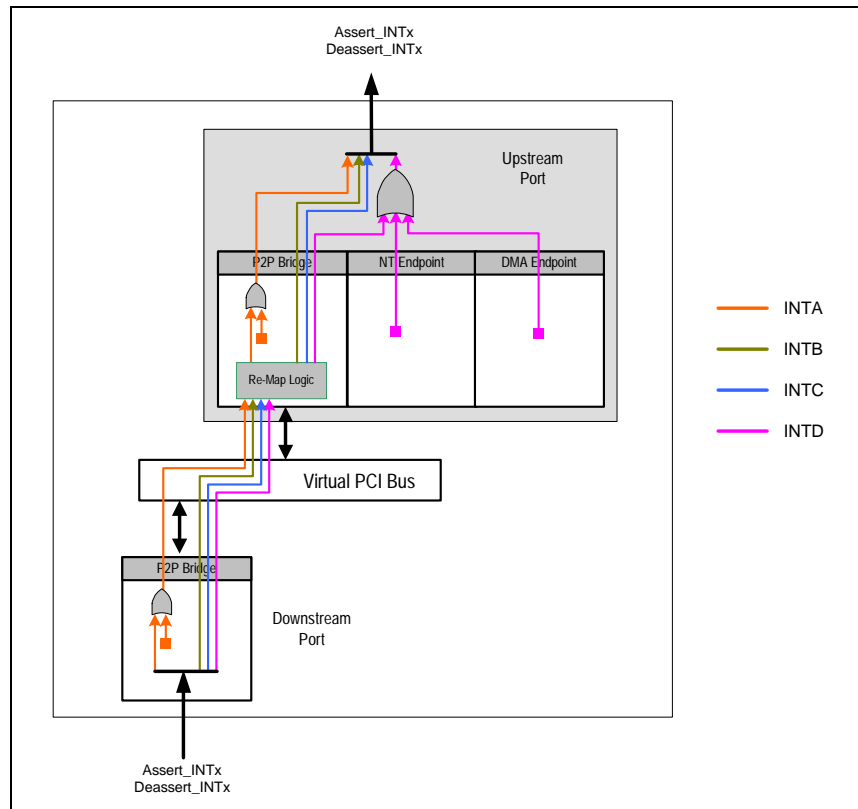 Assert_INTx
Deassert_INTx
Upstream
Port
P2P Bridge
NT Endpoint
DMA Endpoint
INTA
INTB
Re-Map Logic
INTC
INTD
Virtual PCI Bus
P2P Bridge
Downstream
Port
Assert_INTx
Deassert_INTx